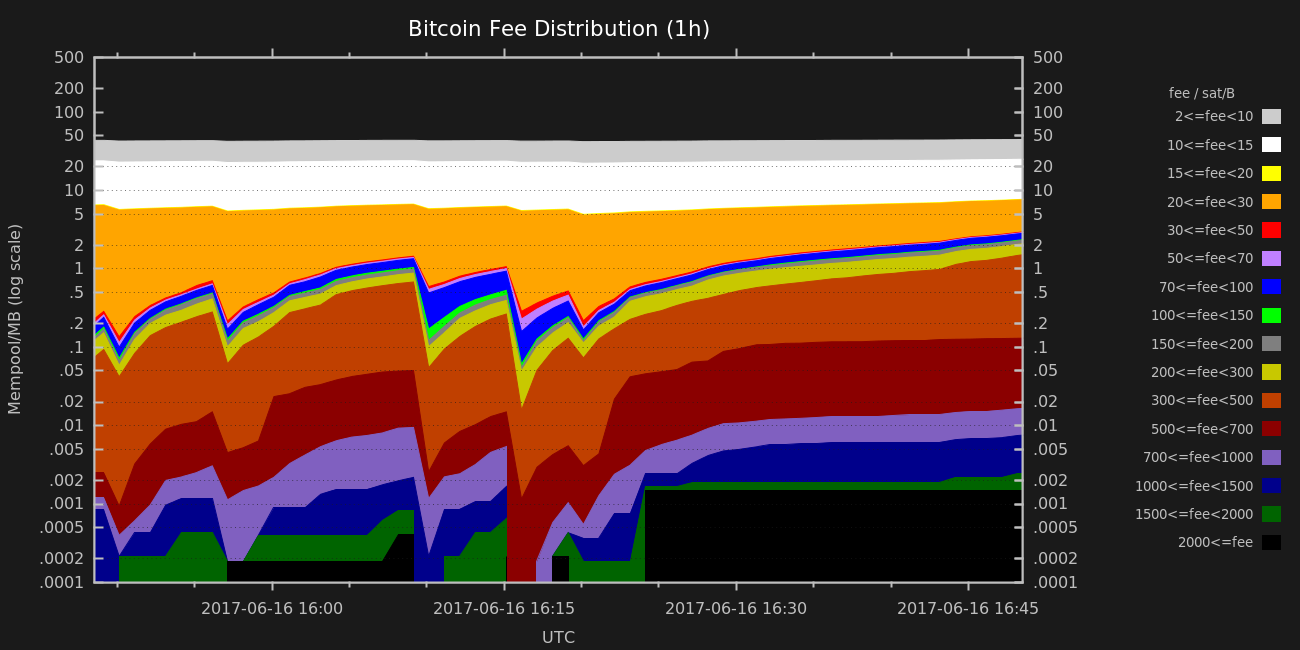 Bitcoin Fee Distribution (1h)
Mempool/MB (log scale)
500
200
100
50
20
10
5
2
1
.5
.2
.1
.05
.02
.01
.005
.002
.001
.0005
.0002
.0001
500
200
100
50
20
10
5
2
1
.5
.2
.1
.05
.02
.01
.005
.002
.001
.0005
.0002
.0001
2017-06-16 16:00
2017-06-16 16:15
2017-06-16 16:30
2017-06-16 16:45
UTC
fee / sat/B
2<=fee<10
10<=fee<15
15<=fee<20
20<=fee<30
30<=fee<50
50<=fee<70
70<=fee<100
100<=fee<150
150<=fee<200
200<=fee<300
300<=fee<500
500<=fee<700
700<=fee<1000
1000<=fee<1500
1500<=fee<2000
2000<=fee